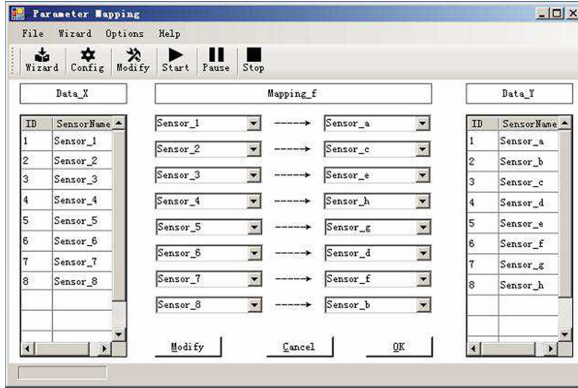 Parameter Mapping
File Wizard Options Help
Wizard Config Modify Start Pause Stop
Data_X Mapping_f Data_Y
ID SensorName
1 Sensor_1
2 Sensor_2
3 Sensor_3
4 Sensor_4
5 Sensor_5
6 Sensor_6
7 Sensor_7
8 Sensor_8
Sensor_1 -----> Sensor_a
Sensor_2 -----> Sensor_c
Sensor_3 -----> Sensor_e
Sensor_4 -----> Sensor_h
Sensor_5 -----> Sensor_g
Sensor_6 -----> Sensor_d
Sensor_7 -----> Sensor_f
Sensor_8 -----> Sensor_b
Modify Cancel OK
ID SensorName
1 Sensor_a
2 Sensor_b
3 Sensor_c
4 Sensor_d
5 Sensor_e
6 Sensor_f
7 Sensor_g
8 Sensor_h